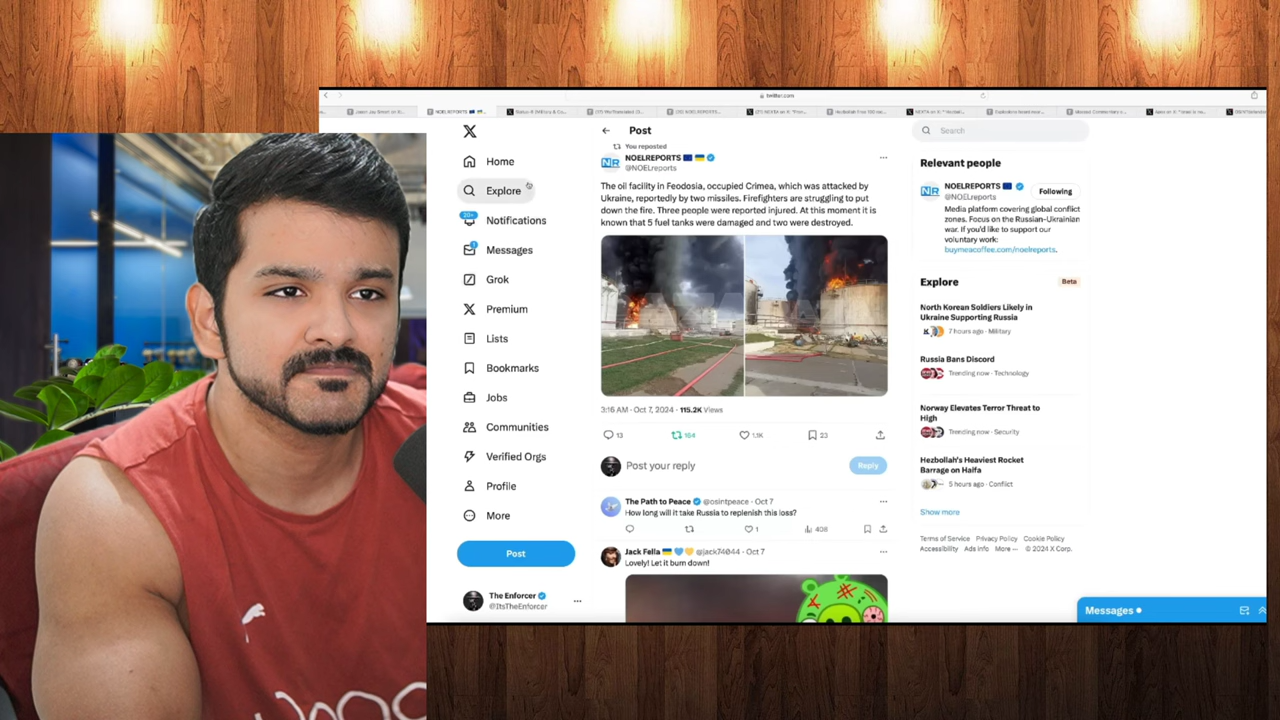 twitter.com
Home
Explore
20+
Notifications
1
Messages
Grok
Premium
Lists
Bookmarks
Jobs
Communities
Verified Orgs
Profile
More
Post
The Enforcer
@ItsTheEnforcer
Post
You reposted
NOELREPORTS
NR
@NOELreports
The oil facility in Feodosia, occupied Crimea, which was attacked by
Ukraine, reportedly by two missiles. Firefighters are struggling to put
down the fire. Three people were reported injured. At this moment it is
known that 5 fuel tanks were damaged and two were destroyed.
3:16 AM · Oct 7, 2024 · 115.2K Views
13 164 1.1K 23
Post your reply
Reply
The Path to Peace @osintpeace · Oct 7
How long will it take Russia to replenish this loss?
1 408
Jack Fella @jack74044 · Oct 7
Lovely! Let it burn down!
Search
Relevant people
NOELREPORTS
NR
@NOELreports
Following
Media platform covering global conflict
zones. Focus on the Russian-Ukrainian
war. If you'd like to support our
voluntary work:
buymeacoffee.com/noelreports.
Explore
Beta
North Korean Soldiers Likely in
Ukraine Supporting Russia
7 hours ago · Military
Russia Bans Discord
Trending now · Technology
Norway Elevates Terror Threat to
High
Trending now · Security
Hezbollah's Heaviest Rocket
Barrage on Haifa
5 hours ago · Conflict
Show more
Terms of Service Privacy Policy Cookie Policy
Accessibility Ads info More ··· © 2024 X Corp.
Messages